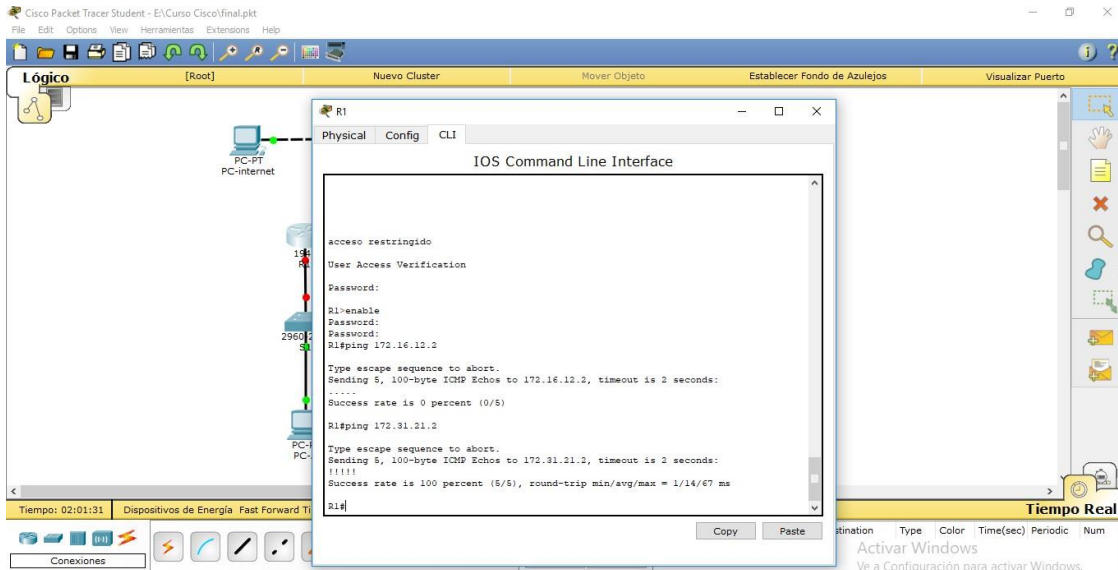 Cisco Packet Tracer Student - E:\Curso Cisco\final.pkt
File Edit Options View Herramientas Extensions Help
Lógico [Root] Nuevo Cluster Mover Objeto Establecer Fondo de Azulejos Visualizar Puerto
R1
Physical Config CLI
IOS Command Line Interface
PC-PT
PC-internet
acceso restringido
User Access Verification
Password:
R1>enable
Password:
Password:
R1#ping 172.16.12.2
Type escape sequence to abort.
Sending 5, 100-byte ICMP Echos to 172.16.12.2, timeout is 2 seconds:
.....
Success rate is 0 percent (0/5)
R1#ping 172.31.21.2
Type escape sequence to abort.
Sending 5, 100-byte ICMP Echos to 172.31.21.2, timeout is 2 seconds:
!!!!!
Success rate is 100 percent (5/5), round-trip min/avg/max = 1/14/67 ms
R1#
Copy Paste
Tiempo: 02:01:31 Dispositivos de Energía Fast Forward Ti
Tiempo Real
Conexiones
stination Type Color Time(sec) Periodic Num
Activar Windows
Ve a Configuración para activar Windows.